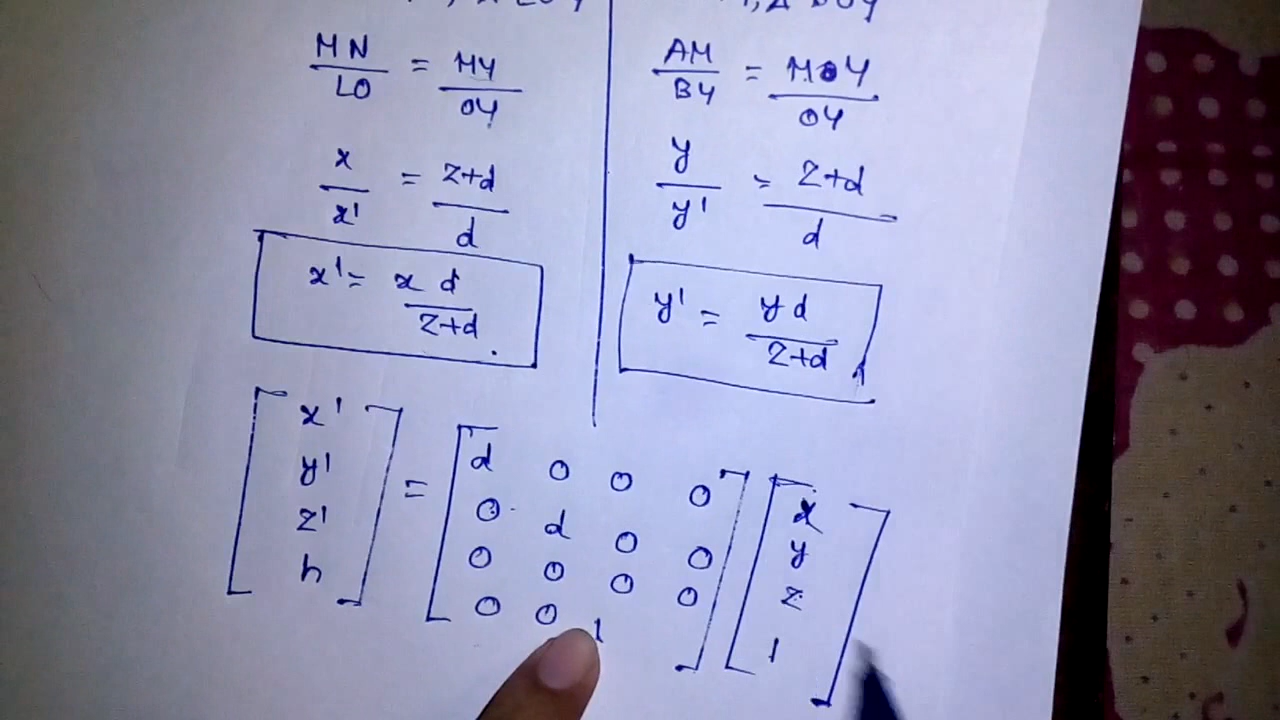 MN/LO = MY/OY
x/x' = z+d/d
x' = x d/z+d.
AM/BY = MOY/OY
y/y' = z+d/d
y' = yd/z+d
[x' y' z' h] = [d 0 0 0
0 d 0 0
0 0 0 0
0 0 1] [x y z 1]